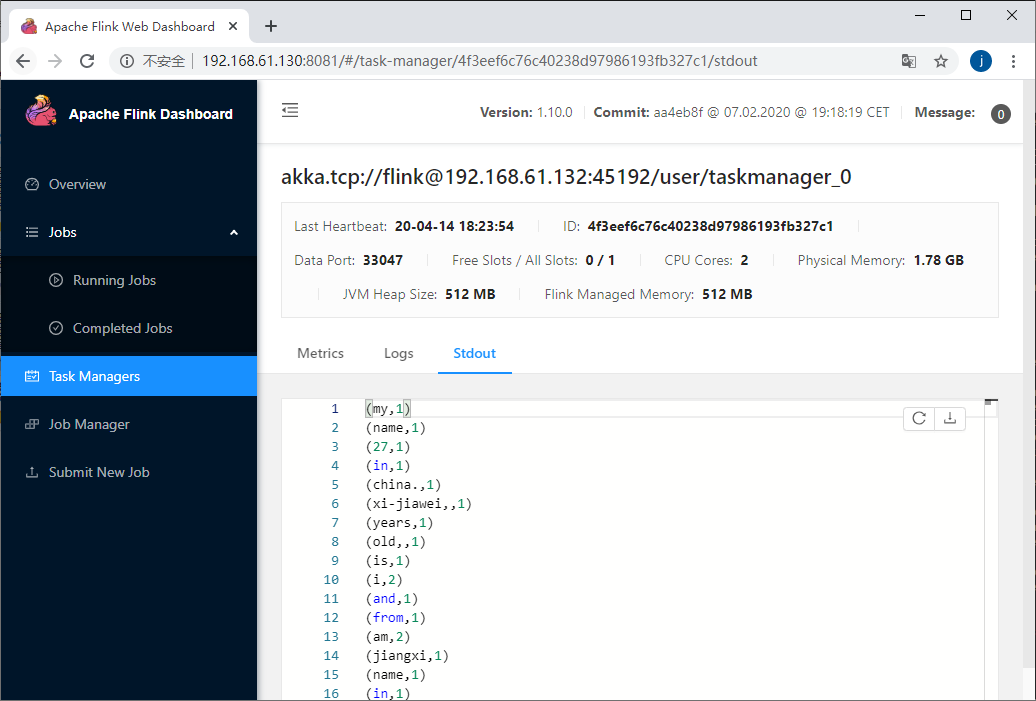 Apache Flink Web Dashboard
不安全 192.168.61.130:8081/#/task-manager/4f3eef6c76c40238d97986193fb327c1/stdout
j
Apache Flink Dashboard
Version: 1.10.0 Commit: aa4eb8f @ 07.02.2020 @ 19:18:19 CET Message: 0
Overview
Jobs
Running Jobs
Completed Jobs
Task Managers
Job Manager
Submit New Job
akka.tcp://flink@192.168.61.132:45192/user/taskmanager_0
Last Heartbeat: 20-04-14 18:23:54 ID: 4f3eef6c76c40238d97986193fb327c1
Data Port: 33047 Free Slots / All Slots: 0 / 1 CPU Cores: 2 Physical Memory: 1.78 GB
JVM Heap Size: 512 MB Flink Managed Memory: 512 MB
Metrics Logs Stdout
1 (my,1)
2 (name,1)
3 (27,1)
4 (in,1)
5 (china.,1)
6 (xi-jiawei,,1)
7 (years,1)
8 (old,,1)
9 (is,1)
10 (i,2)
11 (and,1)
12 (from,1)
13 (am,2)
14 (jiangxi,1)
15 (name,1)
16 (in,1)